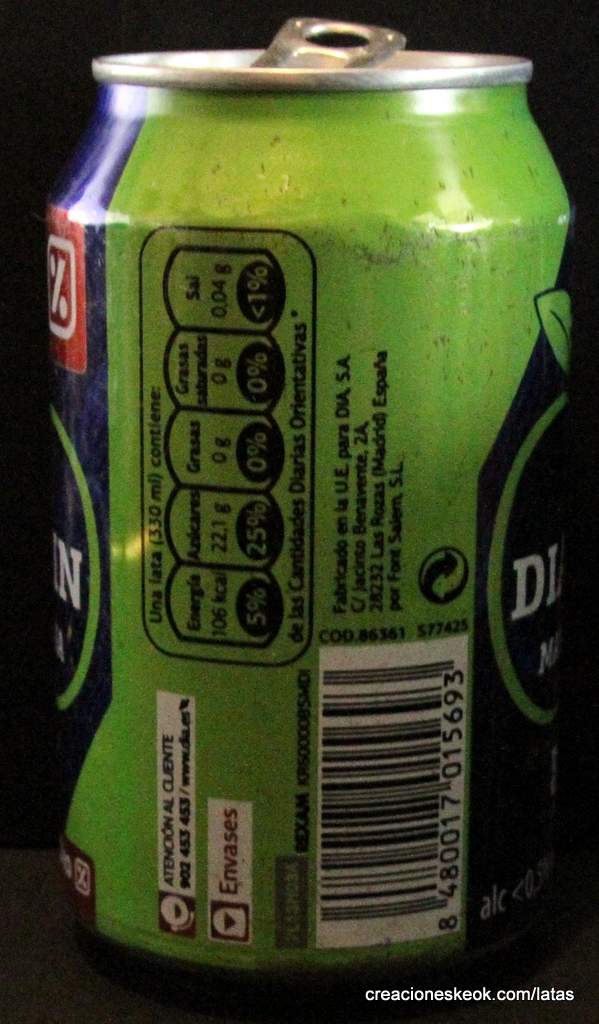 %
IN
Una lata (330 ml) contiene:
Energía Azúcares Grasas Grasas saturadas Sal
106 kcal 22,1 g 0 g 0 g 0,04 g
5% 25% 0% 0% <1%
de las Cantidades Diarias Orientativas*
Fabricado en la U.E. para DIA, S.A.
C/ Jacinto Benavente, 2A,
28232 Las Rozas (Madrid) España
por Font Salem, S.L.
COD.86361 577425
ATENCIÓN AL CLIENTE
902 453 453 / www.dia.es
Envases
REXAM
8 480017 015693
alc <0,5%
creacioneskeok.com/latas